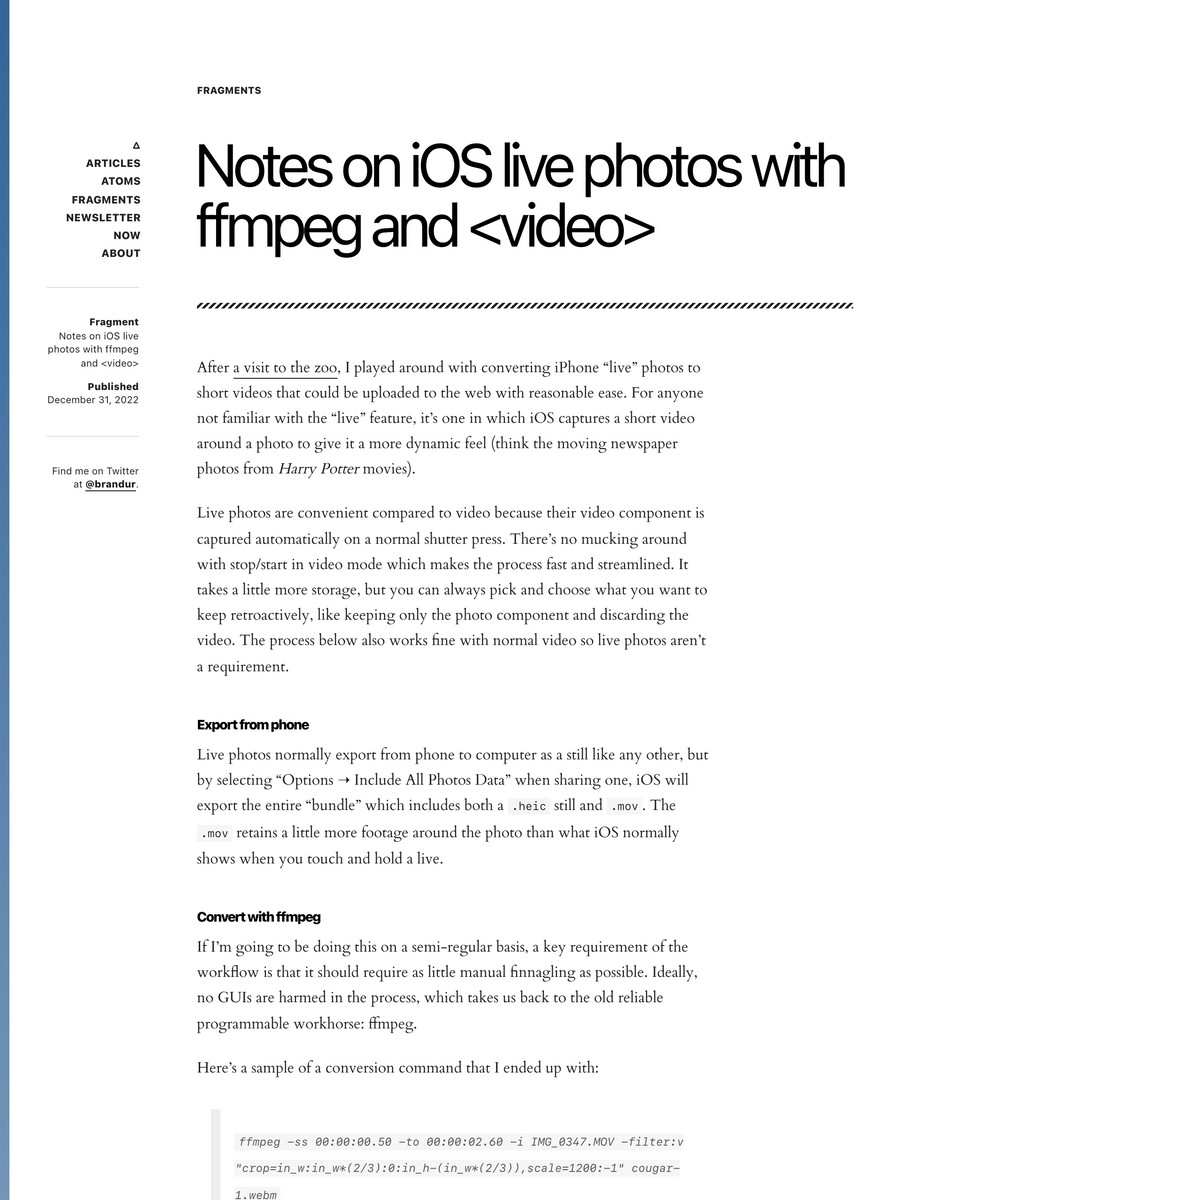 FRAGMENTS
Notes on iOS live photos with
ffmpeg and <video>
ARTICLES
ATOMS
FRAGMENTS
NEWSLETTER
NOW
ABOUT
Fragment
Notes on iOS live
photos with ffmpeg
and <video>
Published
December 31, 2022
Find me on Twitter
at @brandur.
After a visit to the zoo, I played around with converting iPhone “live” photos to
short videos that could be uploaded to the web with reasonable ease. For anyone
not familiar with the “live” feature, it’s one in which iOS captures a short video
around a photo to give it a more dynamic feel (think the moving newspaper
photos from Harry Potter movies).
Live photos are convenient compared to video because their video component is
captured automatically on a normal shutter press. There’s no mucking around
with stop/start in video mode which makes the process fast and streamlined. It
takes a little more storage, but you can always pick and choose what you want to
keep retroactively, like keeping only the photo component and discarding the
video. The process below also works fine with normal video so live photos aren’t
a requirement.
Export from phone
Live photos normally export from phone to computer as a still like any other, but
by selecting “Options → Include All Photos Data” when sharing one, iOS will
export the entire “bundle” which includes both a .heic still and .mov. The
.mov retains a little more footage around the photo than what iOS normally
shows when you touch and hold a live.
Convert with ffmpeg
If I’m going to be doing this on a semi-regular basis, a key requirement of the
workflow is that it should require as little manual finnagling as possible. Ideally,
no GUIs are harmed in the process, which takes us back to the old reliable
programmable workhorse: ffmpeg.
Here’s a sample of a conversion command that I ended up with:
ffmpeg -ss 00:00:00.50 -to 00:00:02.60 -i IMG_0347.MOV -filter:v
"crop=in_w:in_w*(2/3):0:in_h-(in_w*(2/3)),scale=1200:-1" cougar-
1.webm